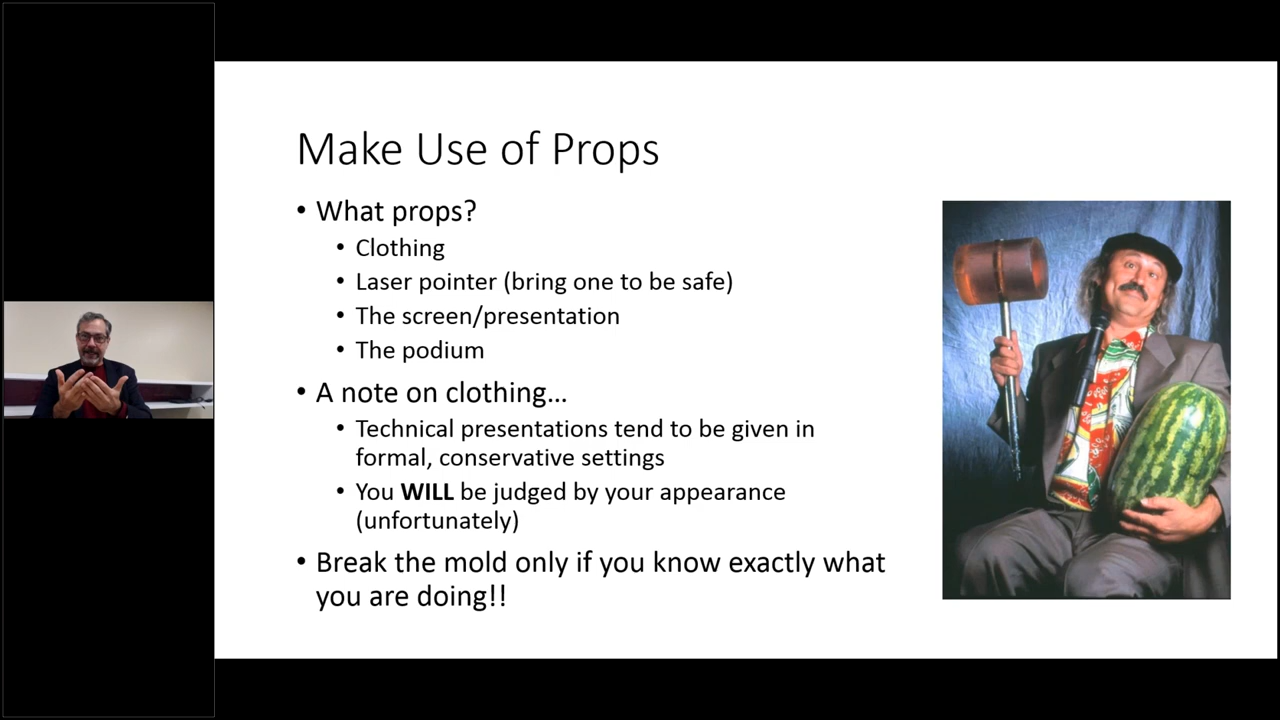 Make Use of Props
• What props?
• Clothing
• Laser pointer (bring one to be safe)
• The screen/presentation
• The podium
• A note on clothing…
• Technical presentations tend to be given in
formal, conservative settings
• You WILL be judged by your appearance
(unfortunately)
• Break the mold only if you know exactly what
you are doing!!